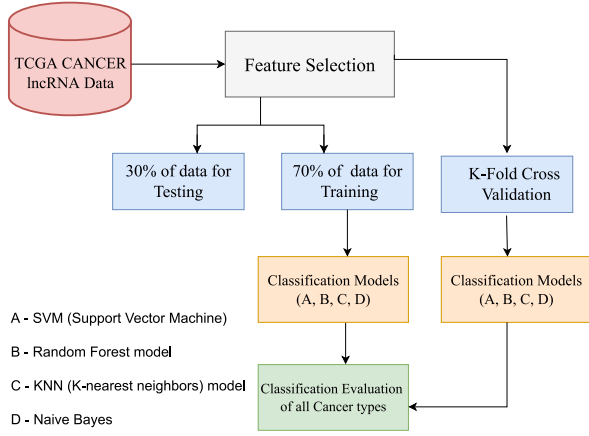 TCGA CANCER
lncRNA Data
Feature Selection
30% of data for
Testing
70% of data for
Training
K-Fold Cross
Validation
Classification Models
(A, B, C, D)
Classification Models
(A, B, C, D)
A - SVM (Support Vector Machine)
B - Random Forest model
C - KNN (K-nearest neighbors) model
D - Naive Bayes
Classification Evaluation
of all Cancer types